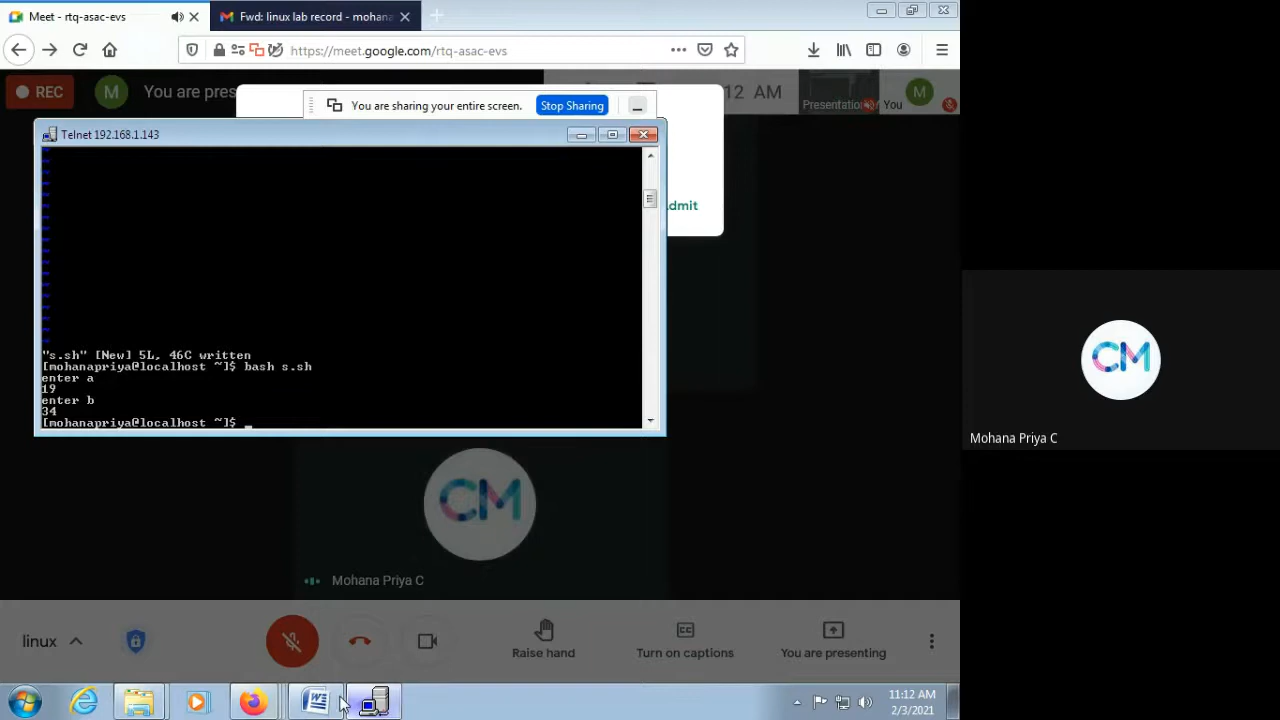 Meet - rtq-asac-evs
Fwd: linux lab record - mohana
https://meet.google.com/rtq-asac-evs
REC
M
You are pres
12 AM
Presentation
You
M
You are sharing your entire screen.
Stop Sharing
Telnet 192.168.1.143
dmit
"s.sh" [New] 5L, 46C written
[mohanapriya@localhost ~]$ bash s.sh
enter a
19
enter b
34
[mohanapriya@localhost ~]$
CM
Mohana Priya C
CM
Mohana Priya C
linux
Raise hand
Turn on captions
You are presenting
11:12 AM
2/3/2021